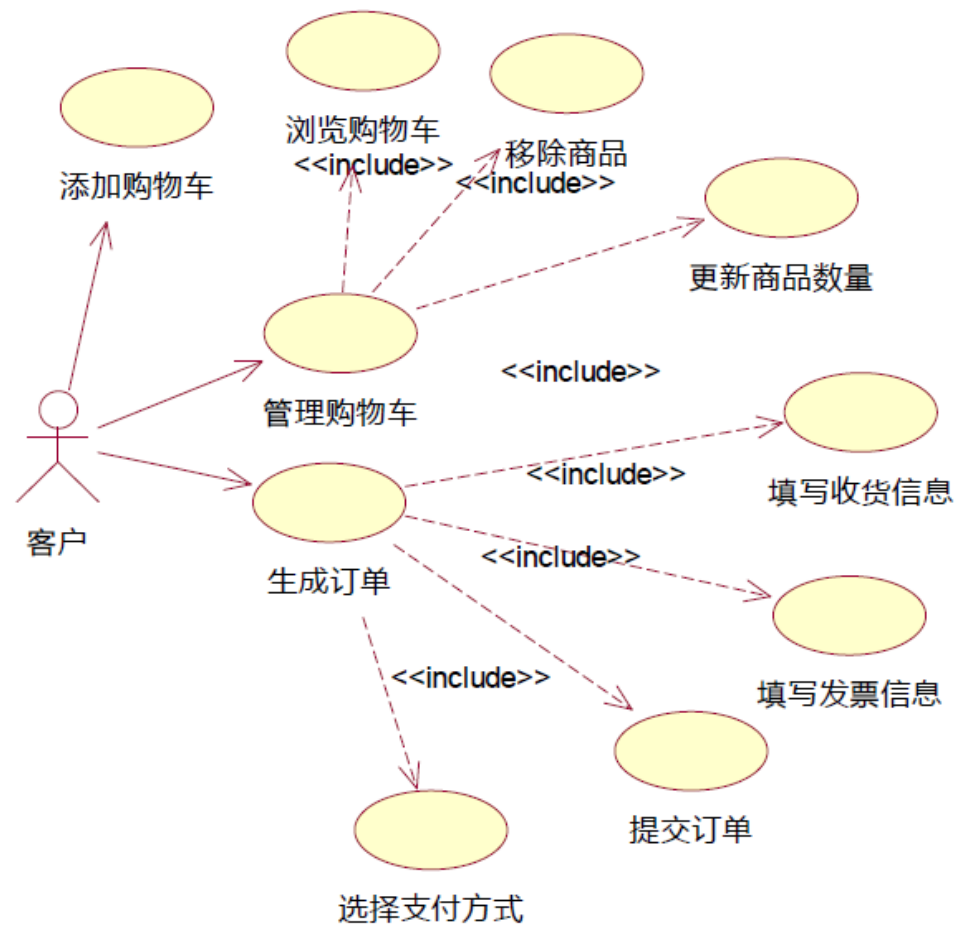 浏览购物车
<<include>>
移除商品
<<include>>
添加购物车
更新商品数量
<<include>>
管理购物车
<<include>>
填写收货信息
客户
生成订单
<<include>>
填写发票信息
<<include>>
提交订单
选择支付方式